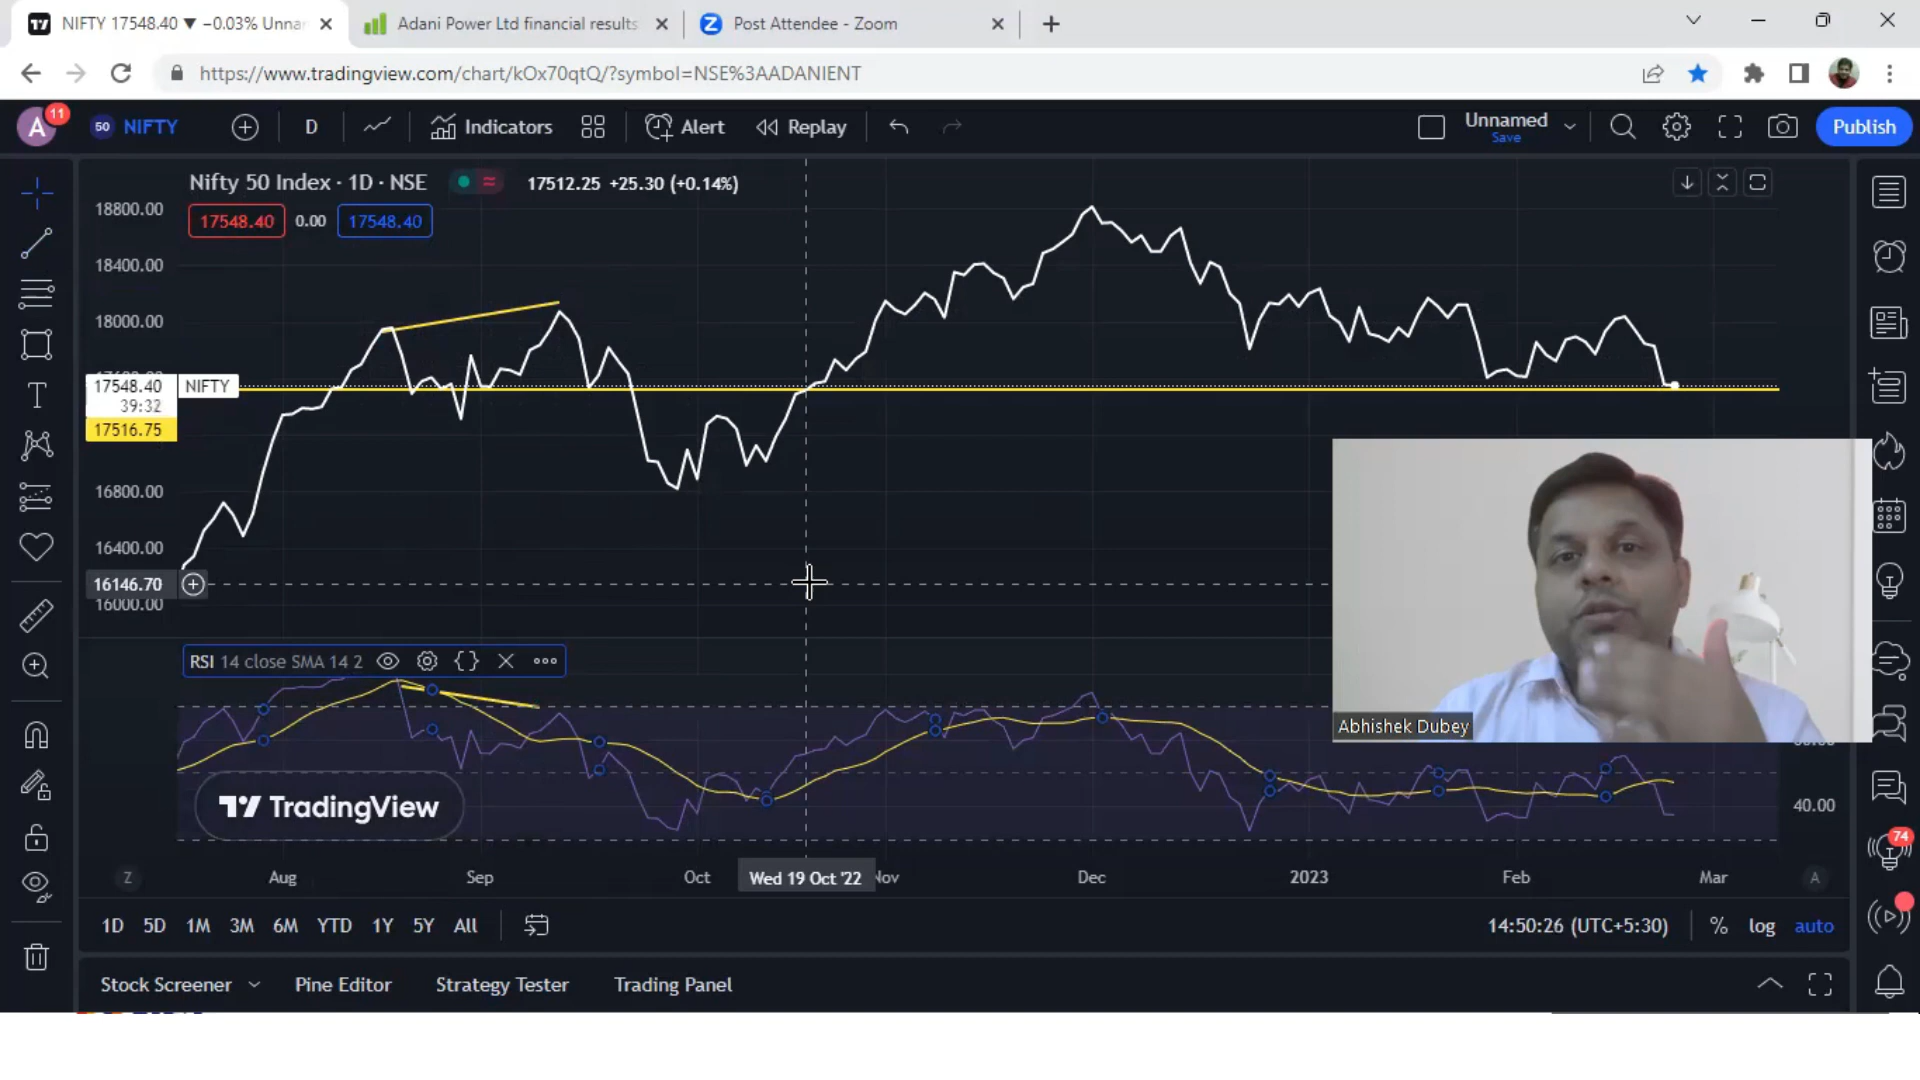 NIFTY 17548.40 ▼ −0.03% Unna
Adani Power Ltd financial results
Post Attendee - Zoom
https://www.tradingview.com/chart/kOx70qtQ/?symbol=NSE%3AADANIENT
A
11
50 NIFTY
D
Indicators
Alert
Replay
Unnamed
Save
Publish
Nifty 50 Index · 1D · NSE
17512.25 +25.30 (+0.14%)
17548.40 0.00 17548.40
18800.00
18400.00
18000.00
17548.40 NIFTY
39:32
17516.75
16800.00
16400.00
16146.70
16000.00
RSI 14 close SMA 14 2
Abhishek Dubey
TradingView
40.00
74
Z
Aug
Sep
Oct
Wed 19 Oct '22
Nov
Dec
2023
Feb
Mar
A
1D 5D 1M 3M 6M YTD 1Y 5Y All
14:50:26 (UTC+5:30)
% log auto
Stock Screener
Pine Editor
Strategy Tester
Trading Panel